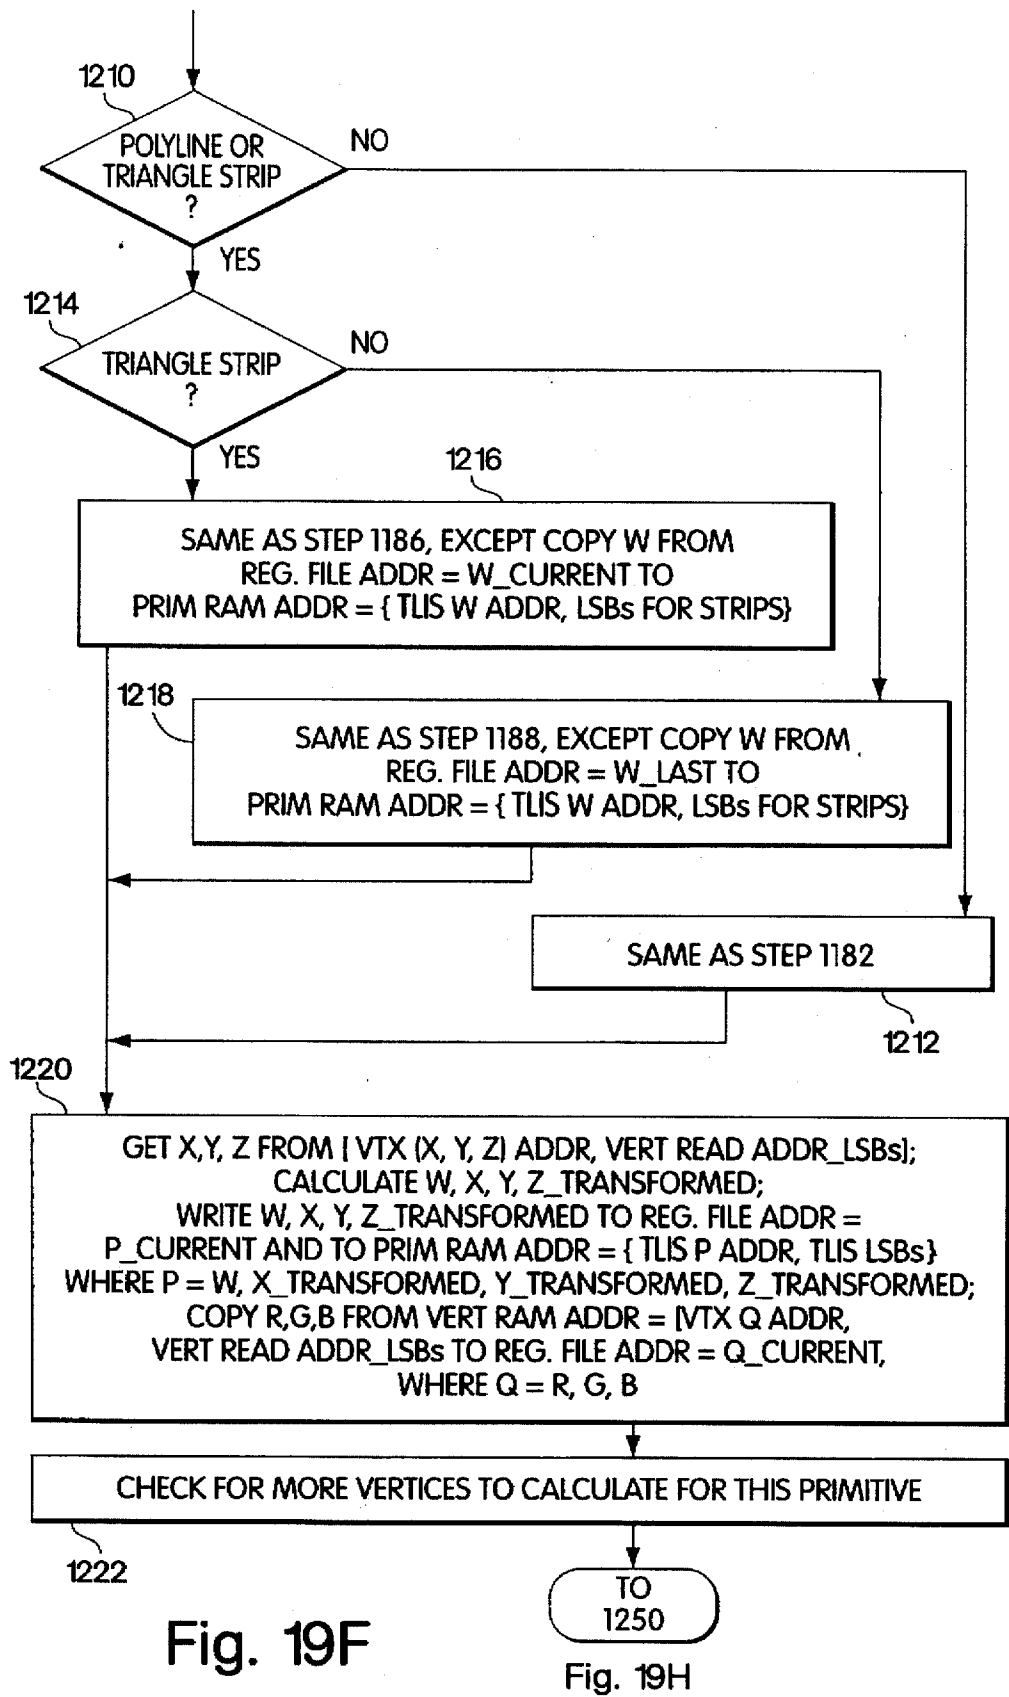 1210
POLYLINE OR
TRIANGLE STRIP
?
NO
YES
1214
TRIANGLE STRIP
?
NO
YES
1216
SAME AS STEP 1186, EXCEPT COPY W FROM
REG. FILE ADDR = W_CURRENT TO
PRIM RAM ADDR = { TLIS W ADDR, LSBs FOR STRIPS}
1218
SAME AS STEP 1188, EXCEPT COPY W FROM
REG. FILE ADDR = W_LAST TO
PRIM RAM ADDR = { TLIS W ADDR, LSBs FOR STRIPS}
SAME AS STEP 1182
1212
1220
GET X,Y, Z FROM [ VTX (X, Y, Z) ADDR, VERT READ ADDR_LSBs];
CALCULATE W, X, Y, Z_TRANSFORMED;
WRITE W, X, Y, Z_TRANSFORMED TO REG. FILE ADDR =
P_CURRENT AND TO PRIM RAM ADDR = { TLIS P ADDR, TLIS LSBs}
WHERE P = W, X_TRANSFORMED, Y_TRANSFORMED, Z_TRANSFORMED;
COPY R,G,B FROM VERT RAM ADDR = [VTX Q ADDR,
VERT READ ADDR_LSBs TO REG. FILE ADDR = Q_CURRENT,
WHERE Q = R, G, B
CHECK FOR MORE VERTICES TO CALCULATE FOR THIS PRIMITIVE
1222
TO
1250
Fig. 19F
Fig. 19H